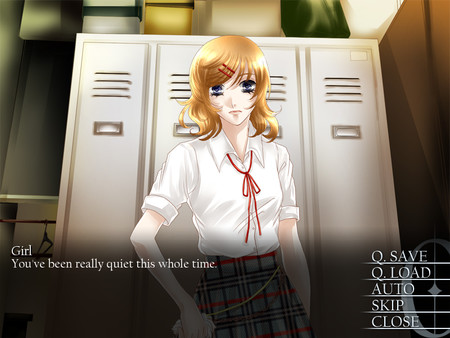 Girl
You've been really quiet this whole time.
Q. SAVE
Q. LOAD
AUTO
SKIP
CLOSE